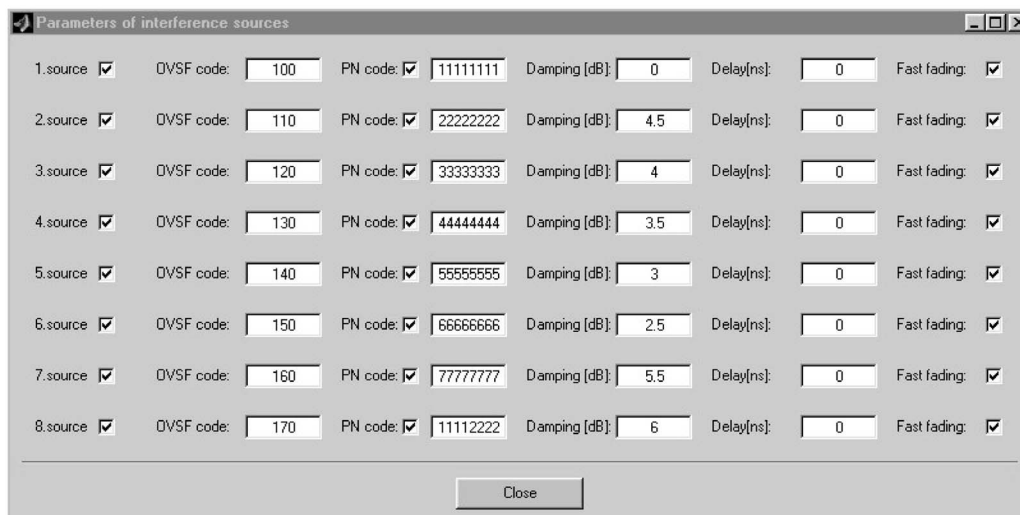 Parameters of interference sources
1.source OVSF code: 100 PN code: 11111111 Damping [dB]: 0 Delay[ns]: 0 Fast fading:
2.source OVSF code: 110 PN code: 22222222 Damping [dB]: 4.5 Delay[ns]: 0 Fast fading:
3.source OVSF code: 120 PN code: 33333333 Damping [dB]: 4 Delay[ns]: 0 Fast fading:
4.source OVSF code: 130 PN code: 44444444 Damping [dB]: 3.5 Delay[ns]: 0 Fast fading:
5.source OVSF code: 140 PN code: 55555555 Damping [dB]: 3 Delay[ns]: 0 Fast fading:
6.source OVSF code: 150 PN code: 66666666 Damping [dB]: 2.5 Delay[ns]: 0 Fast fading:
7.source OVSF code: 160 PN code: 77777777 Damping [dB]: 5.5 Delay[ns]: 0 Fast fading:
8.source OVSF code: 170 PN code: 11112222 Damping [dB]: 6 Delay[ns]: 0 Fast fading:
Close